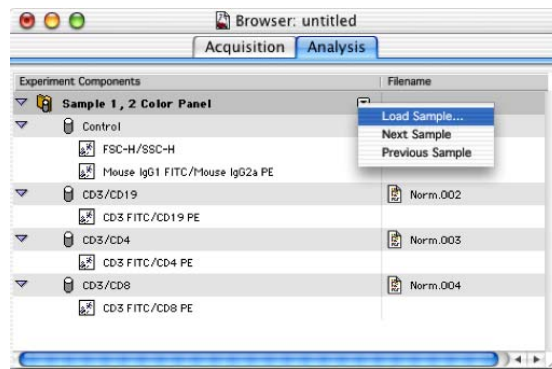 Browser: untitled
Acquisition Analysis
Experiment Components Filename
Sample 1, 2 Color Panel
Load Sample...
Control
Next Sample
FSC-H/SSC-H
Previous Sample
Mouse IgG1 FITC/Mouse IgG2a PE
CD3/CD19 Norm.002
CD3 FITC/CD19 PE
CD3/CD4 Norm.003
CD3 FITC/CD4 PE
CD3/CD8 Norm.004
CD3 FITC/CD8 PE